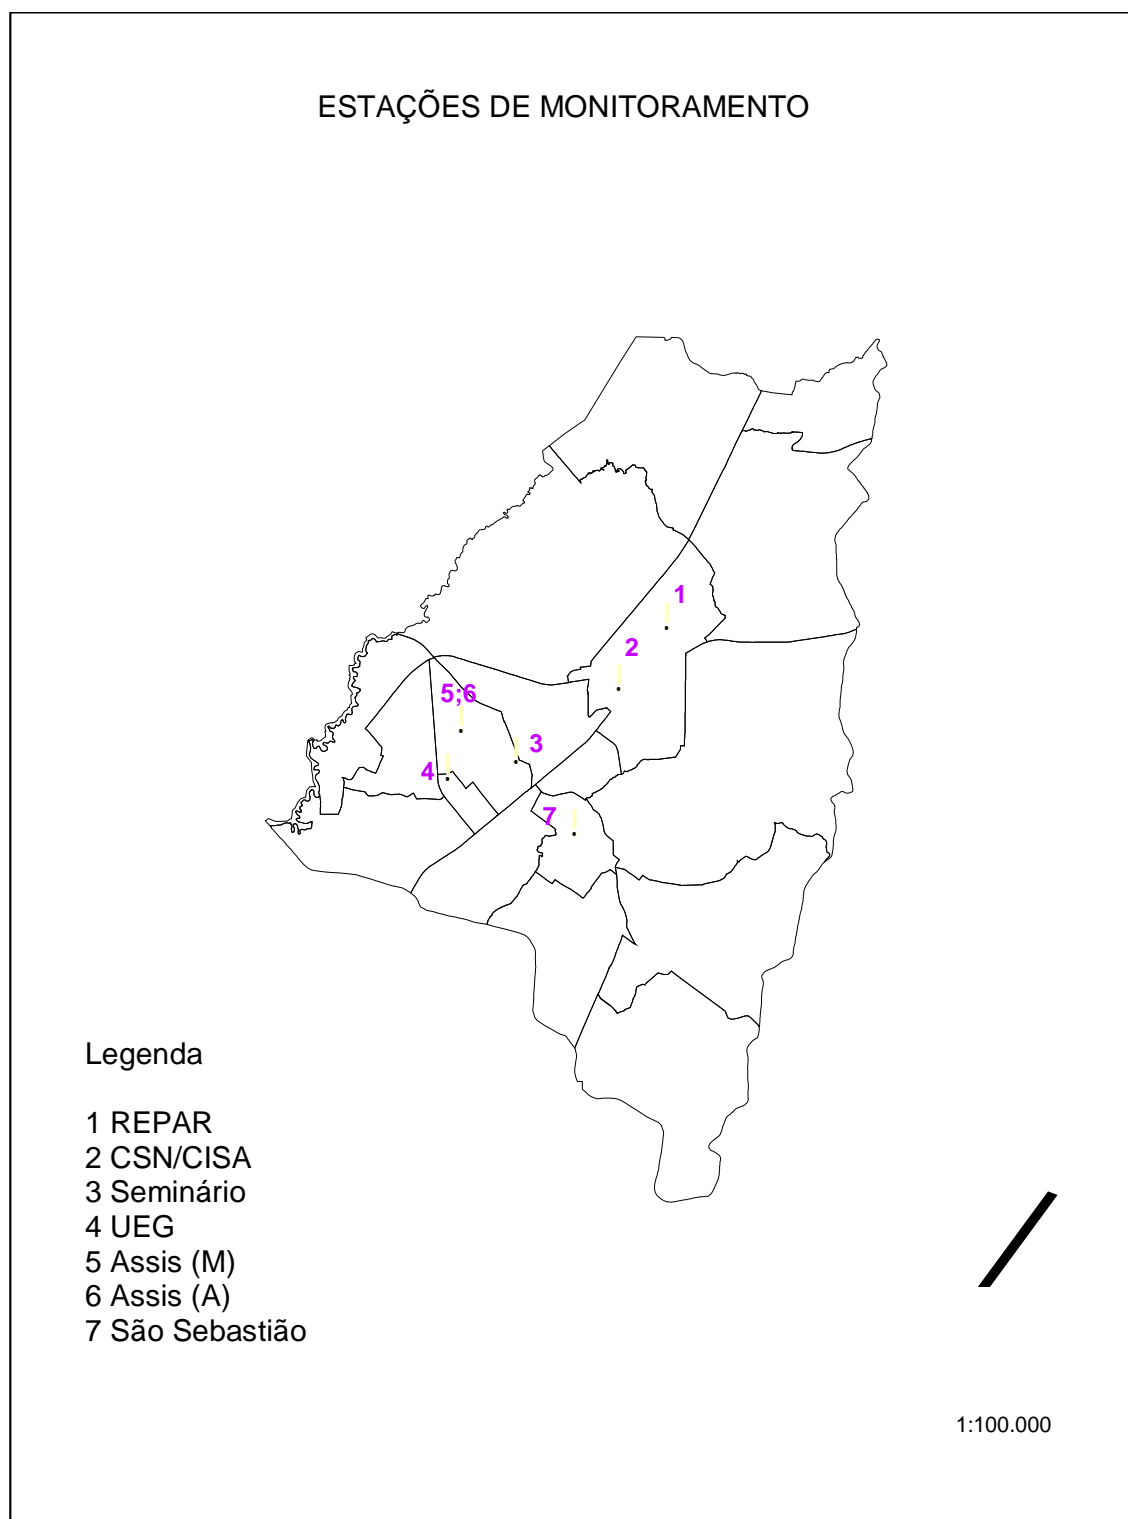 ESTAÇÕES DE MONITORAMENTO
1
2
5;6
3
4
7
Legenda
1 REPAR
2 CSN/CISA
3 Seminário
4 UEG
5 Assis (M)
6 Assis (A)
7 São Sebastião
1:100.000